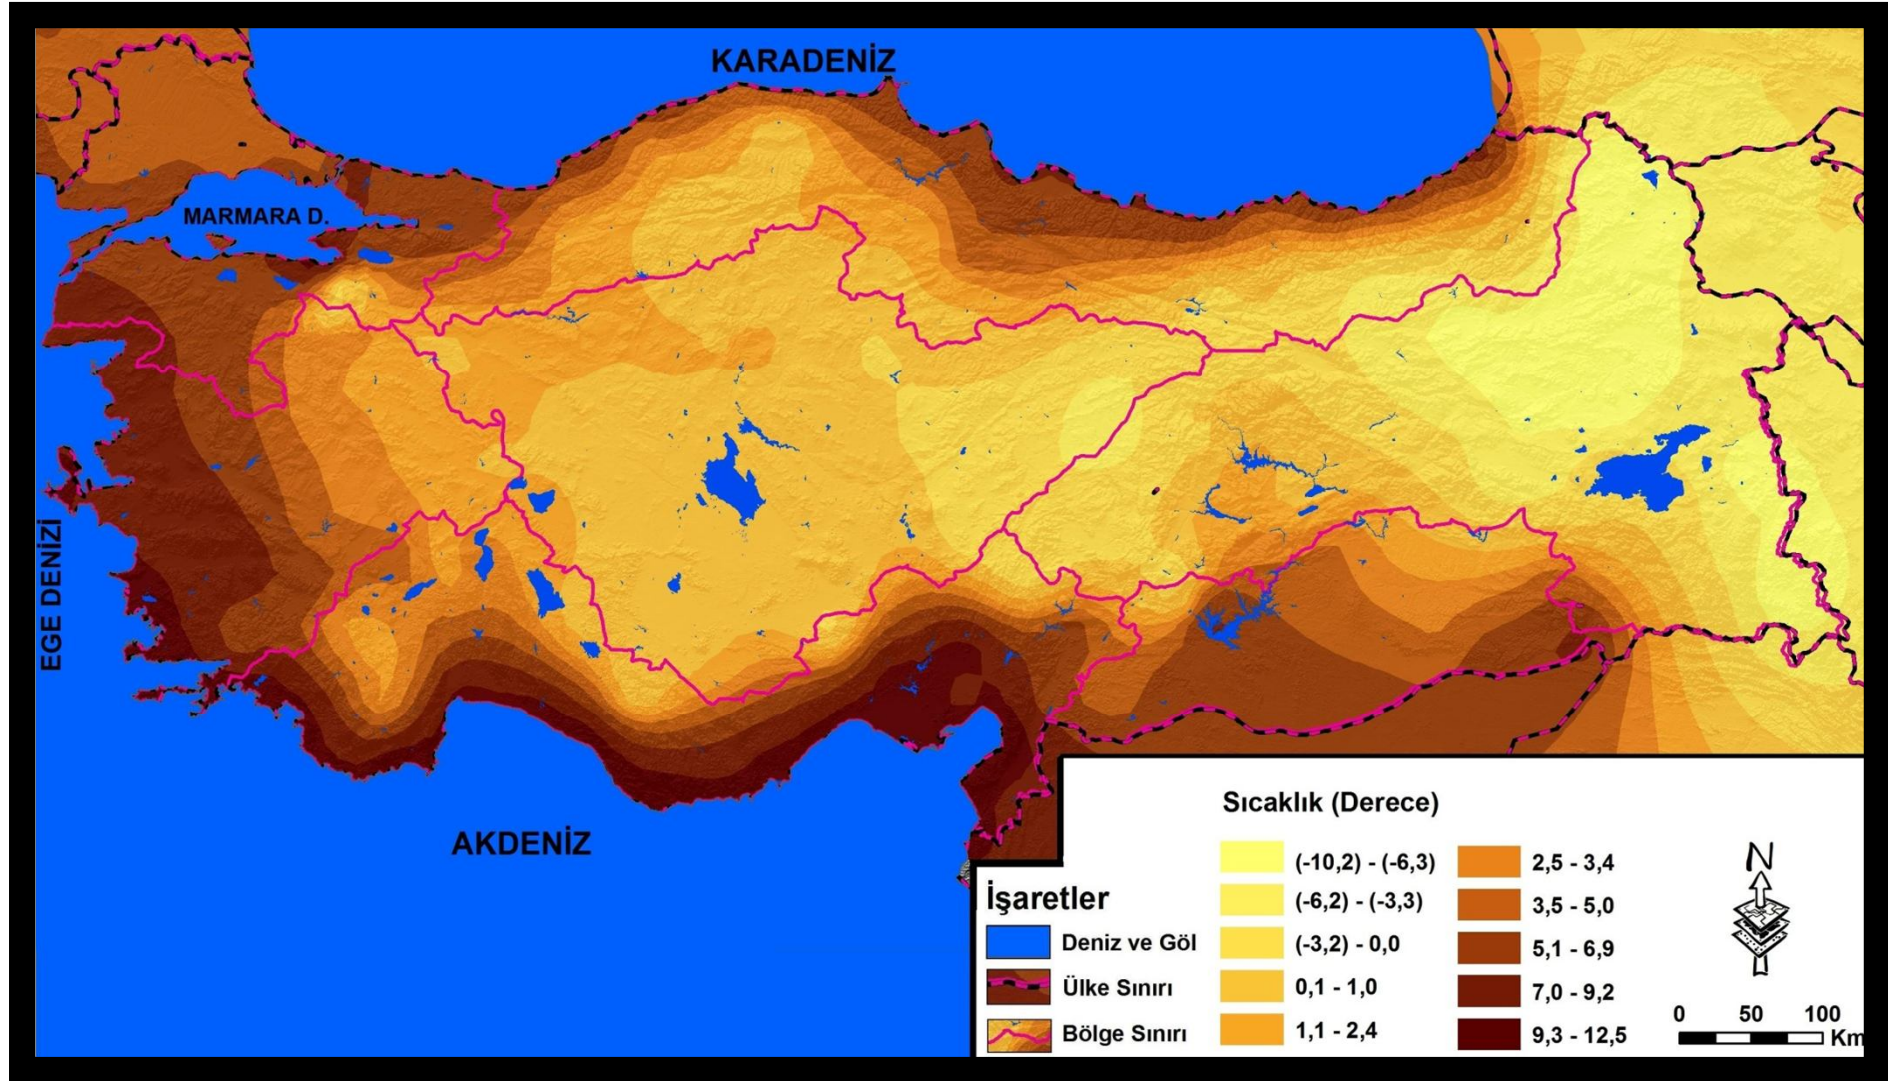 KARADENİZ
MARMARA D.
EGE DENİZİ
AKDENİZ
Sıcaklık (Derece)
(-10,2) - (-6,3)
(-6,2) - (-3,3)
(-3,2) - 0,0
0,1 - 1,0
1,1 - 2,4
2,5 - 3,4
3,5 - 5,0
5,1 - 6,9
7,0 - 9,2
9,3 - 12,5
İşaretler
Deniz ve Göl
Ülke Sınırı
Bölge Sınırı
N
0 50 100
Km